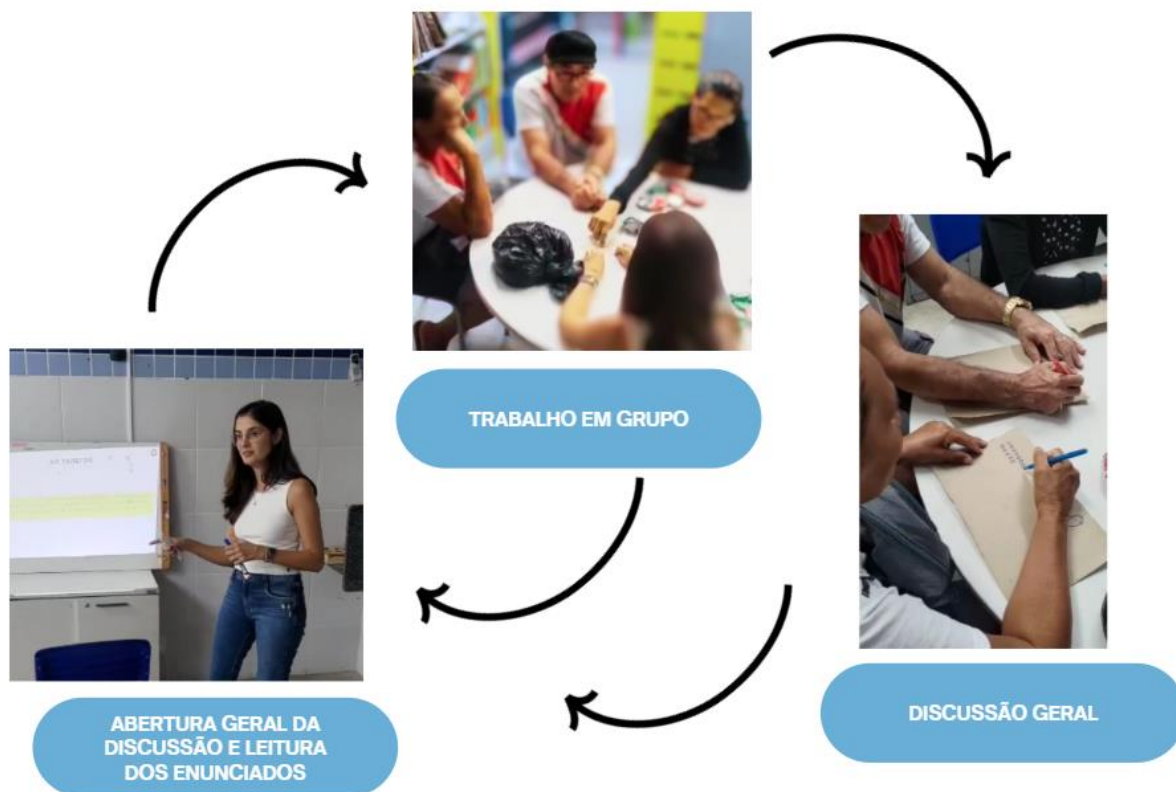 TRABALHO EM GRUPO
ABERTURA GERAL DA
DISCUSSÃO E LEITURA
DOS ENUNCIADOS
DISCUSSÃO GERAL